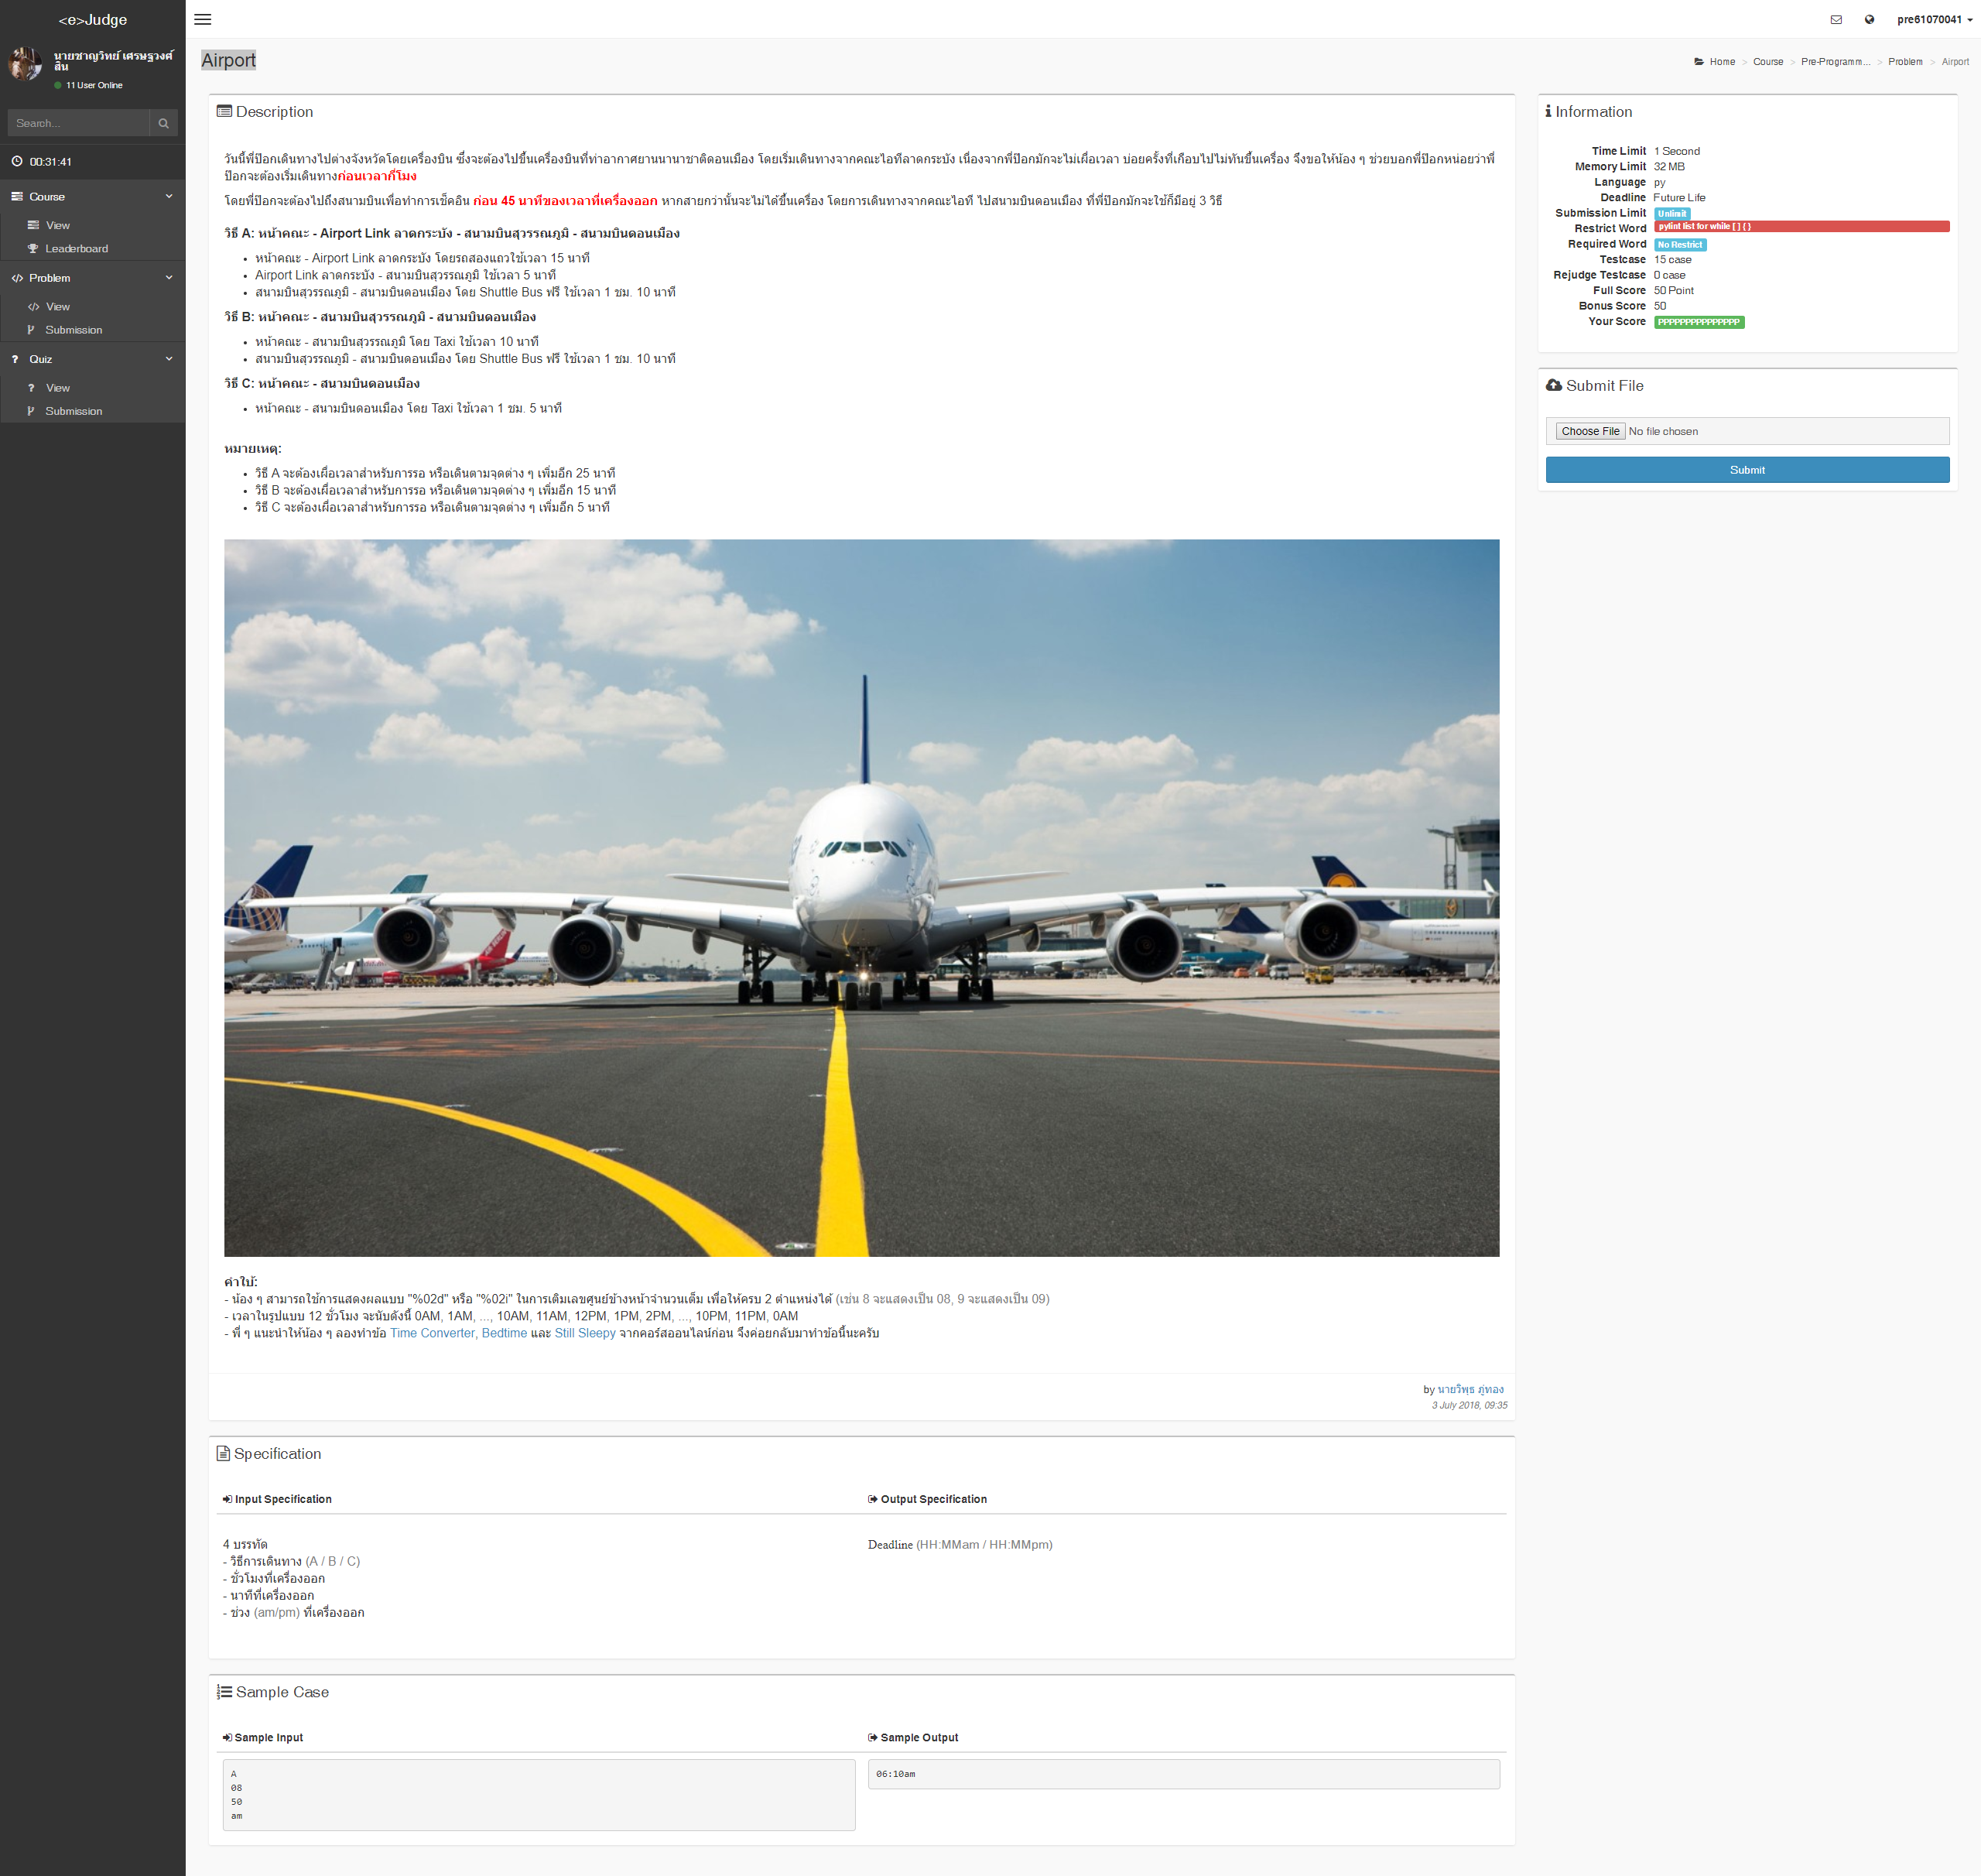 <e>Judge
pre61070041
นายชาญวิทย์ เศรษฐวงศ์
สิน
11 User Online
Search...
00:31:41
Course
View
Leaderboard
Problem
View
Submission
Quiz
View
Submission
Airport
Home > Course > Pre-Programm... > Problem > Airport
Description
วันนี้พี่ป๊อกเดินทางไปต่างจังหวัดโดยเครื่องบิน ซึ่งจะต้องไปขึ้นเครื่องบินที่ท่าอากาศยานนานาชาติดอนเมือง โดยเริ่มเดินทางจากคณะไอทีลาดกระบัง เนื่องจากพี่ป๊อกมักจะไม่เผื่อเวลา บ่อยครั้งที่เกือบไปไม่ทันขึ้นเครื่อง จึงขอให้น้อง ๆ ช่วยบอกพี่ป๊อกหน่อยว่าพี่
ป๊อกจะต้องเริ่มเดินทางก่อนเวลากี่โมง
โดยพี่ป๊อกจะต้องไปถึงสนามบินเพื่อทำการเช็คอิน ก่อน 45 นาทีของเวลาที่เครื่องออก หากสายกว่านั้นจะไม่ได้ขึ้นเครื่อง โดยการเดินทางจากคณะไอที ไปสนามบินดอนเมือง ที่พี่ป๊อกมักจะใช้ก็มีอยู่ 3 วิธี
วิธี A: หน้าคณะ - Airport Link ลาดกระบัง - สนามบินสุวรรณภูมิ - สนามบินดอนเมือง
• หน้าคณะ - Airport Link ลาดกระบัง โดยรถสองแถวใช้เวลา 15 นาที
• Airport Link ลาดกระบัง - สนามบินสุวรรณภูมิ ใช้เวลา 5 นาที
• สนามบินสุวรรณภูมิ - สนามบินดอนเมือง โดย Shuttle Bus ฟรี ใช้เวลา 1 ชม. 10 นาที
วิธี B: หน้าคณะ - สนามบินสุวรรณภูมิ - สนามบินดอนเมือง
• หน้าคณะ - สนามบินสุวรรณภูมิ โดย Taxi ใช้เวลา 10 นาที
• สนามบินสุวรรณภูมิ - สนามบินดอนเมือง โดย Shuttle Bus ฟรี ใช้เวลา 1 ชม. 10 นาที
วิธี C: หน้าคณะ - สนามบินดอนเมือง
• หน้าคณะ - สนามบินดอนเมือง โดย Taxi ใช้เวลา 1 ชม. 5 นาที
หมายเหตุ:
• วิธี A จะต้องเผื่อเวลาสำหรับการรอ หรือเดินตามจุดต่าง ๆ เพิ่มอีก 25 นาที
• วิธี B จะต้องเผื่อเวลาสำหรับการรอ หรือเดินตามจุดต่าง ๆ เพิ่มอีก 15 นาที
• วิธี C จะต้องเผื่อเวลาสำหรับการรอ หรือเดินตามจุดต่าง ๆ เพิ่มอีก 5 นาที
คำใบ้:
- น้อง ๆ สามารถใช้การแสดงผลแบบ "%02d" หรือ "%02i" ในการเติมเลขศูนย์ข้างหน้าจำนวนเต็ม เพื่อให้ครบ 2 ตำแหน่งได้ (เช่น 8 จะแสดงเป็น 08, 9 จะแสดงเป็น 09)
- เวลาในรูปแบบ 12 ชั่วโมง จะนับดังนี้ 0AM, 1AM, ..., 10AM, 11AM, 12PM, 1PM, 2PM, ..., 10PM, 11PM, 0AM
- พี่ ๆ แนะนำให้น้อง ๆ ลองทำข้อ Time Converter, Bedtime และ Still Sleepy จากคอร์สออนไลน์ก่อน จึงค่อยกลับมาทำข้อนี้นะครับ
by นายวิพุธ ภู่ทอง
3 July 2018, 09:35
Information
Time Limit 1 Second
Memory Limit 32 MB
Language py
Deadline Future Life
Submission Limit Unlimit
Restrict Word pylint list for while [ ] { }
Required Word No Restrict
Testcase 15 case
Rejudge Testcase 0 case
Full Score 50 Point
Bonus Score 50
Your Score PPPPPPPPPPPPPPP
Submit File
Choose File No file chosen
Submit
Specification
Input Specification
4 บรรทัด
- วิธีการเดินทาง (A / B / C)
- ชั่วโมงที่เครื่องออก
- นาทีที่เครื่องออก
- ช่วง (am/pm) ที่เครื่องออก
Output Specification
Deadline (HH:MMam / HH:MMpm)
Sample Case
Sample Input
A
08
50
am
Sample Output
06:10am